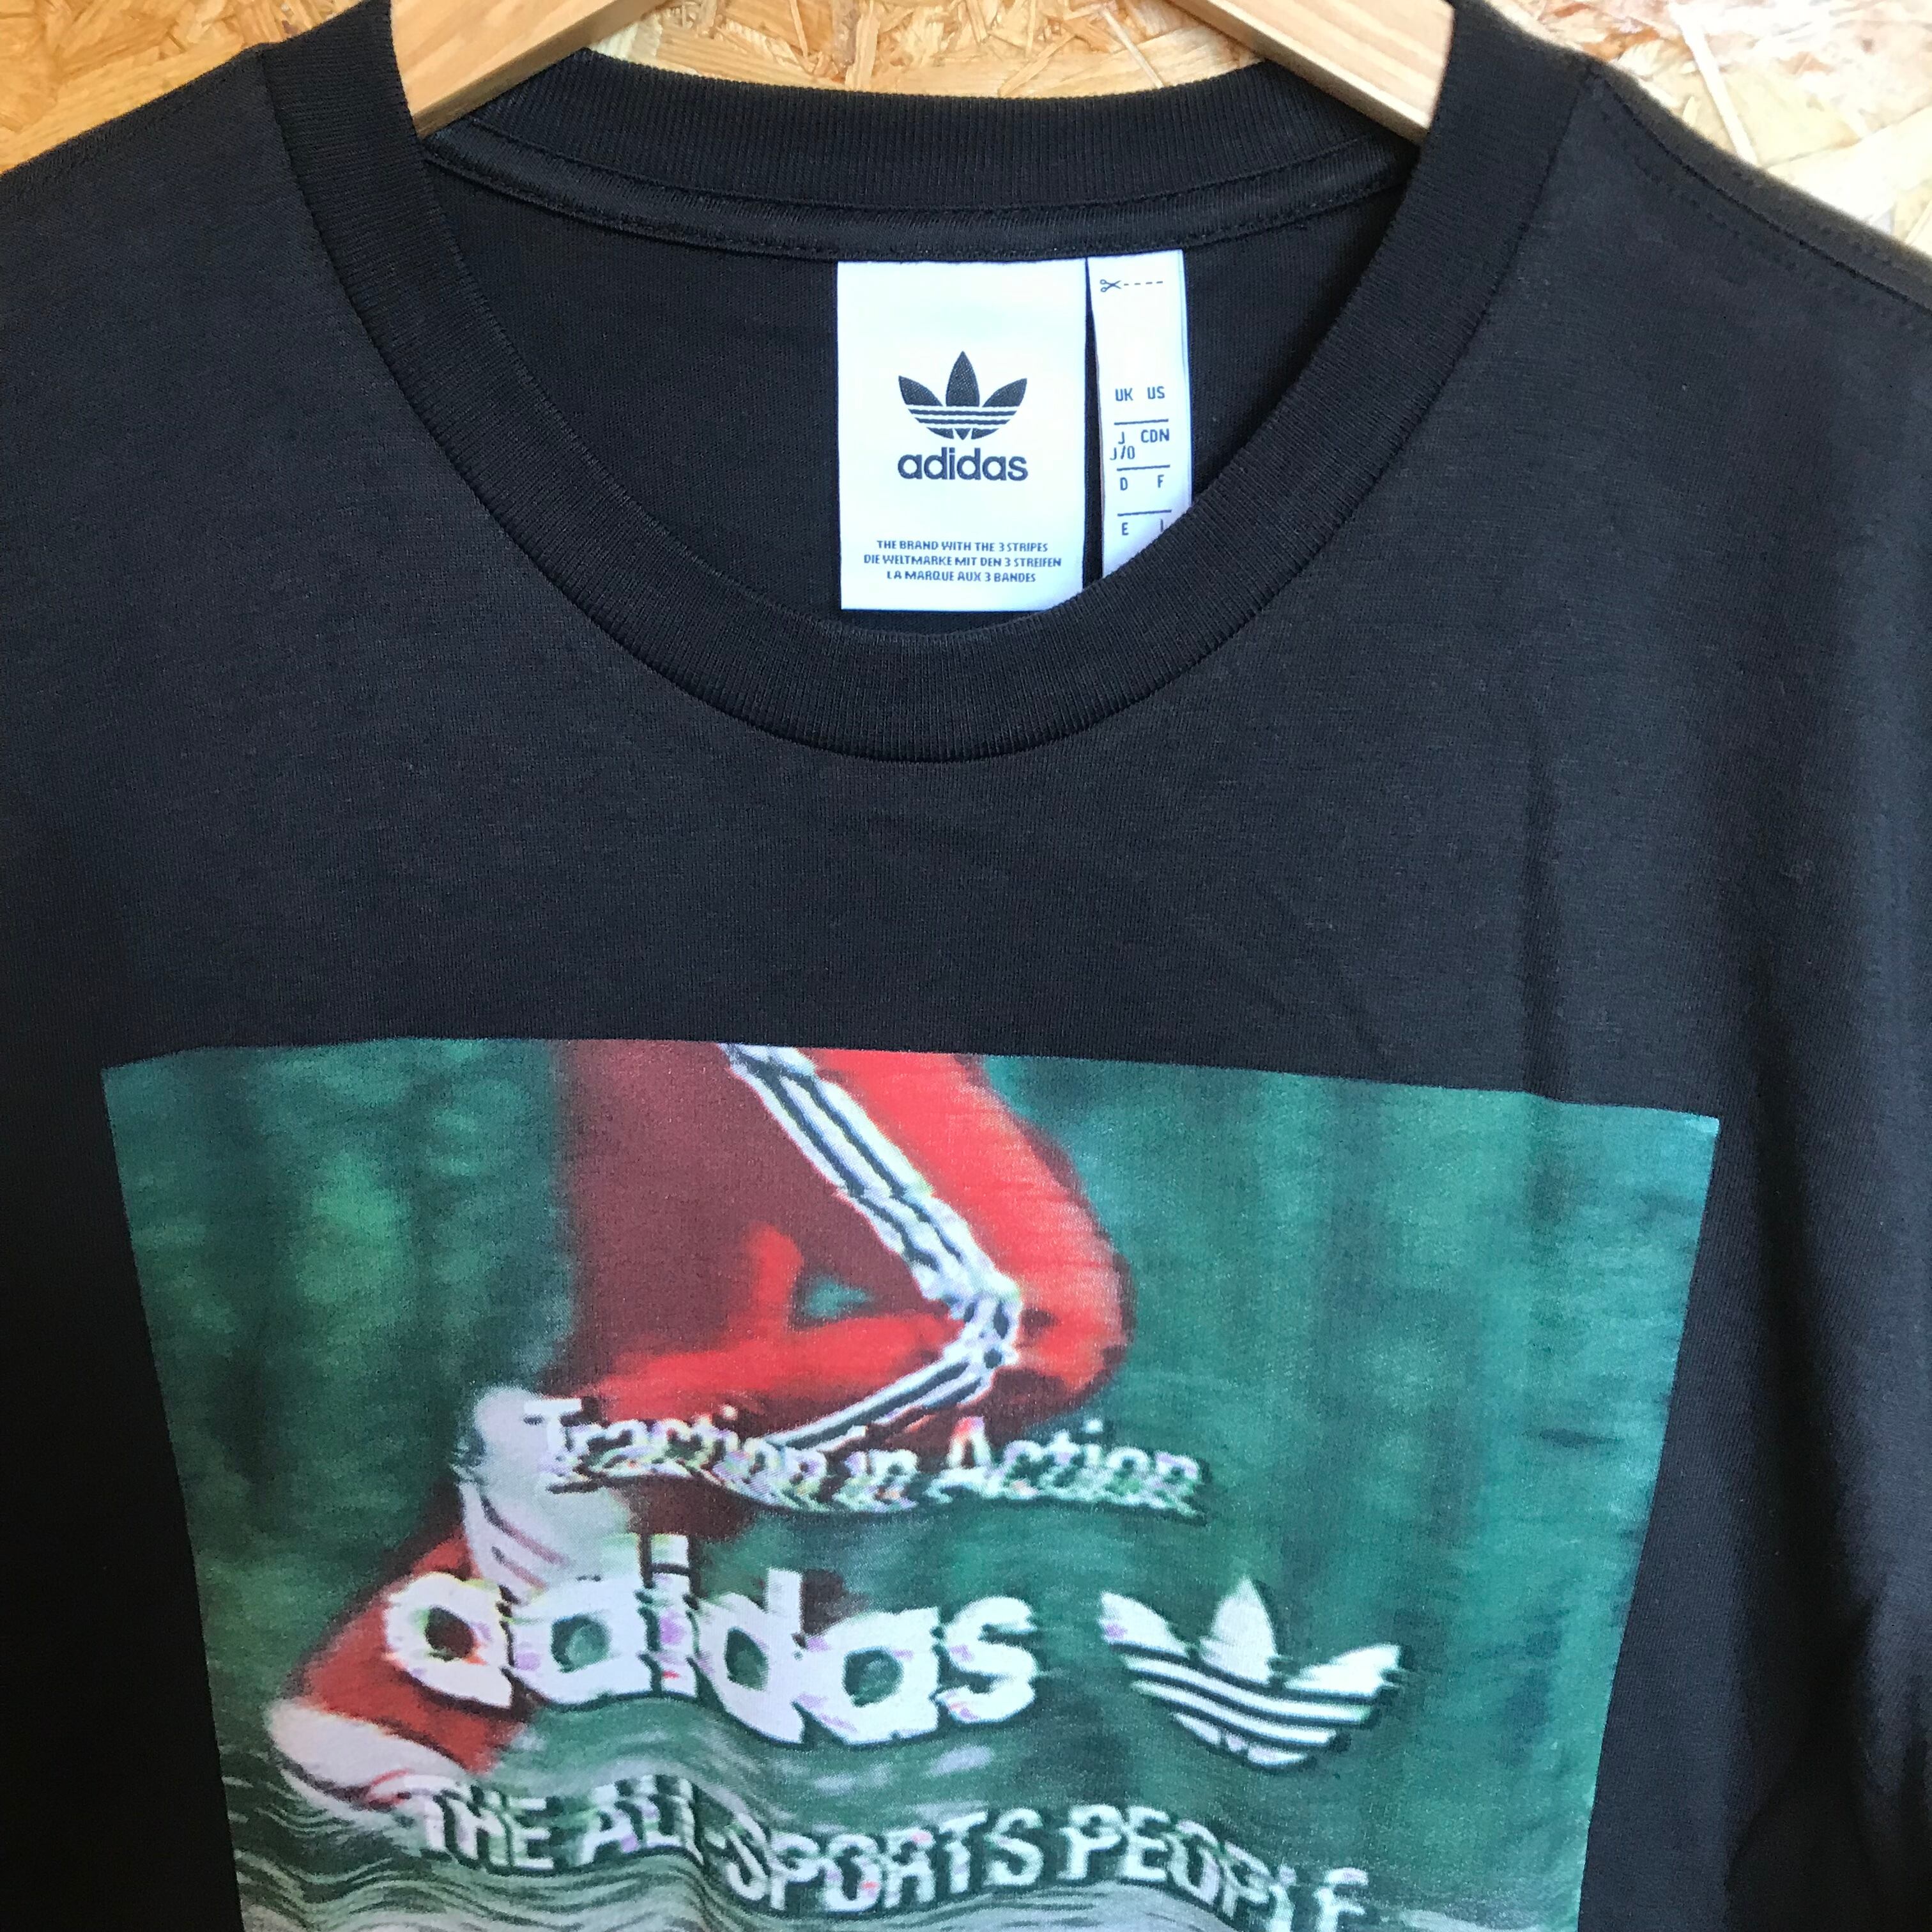 adidas
THE BRAND WITH THE 3 STRIPES
DIE WELTMARKE MIT DEN 3 STREIFEN
LA MARQUE AUX 3 BANDES
UK US
J CDN
J/O
D F
E I
Traction in Action
adidas
THE ALL-SPORTS PEOPLE